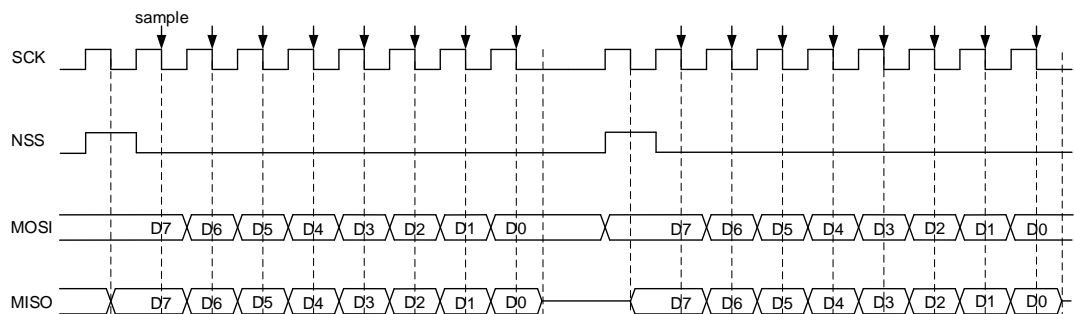 sample
SCK
NSS
MOSI D7 D6 D5 D4 D3 D2 D1 D0 D7 D6 D5 D4 D3 D2 D1 D0
MISO D7 D6 D5 D4 D3 D2 D1 D0 D7 D6 D5 D4 D3 D2 D1 D0